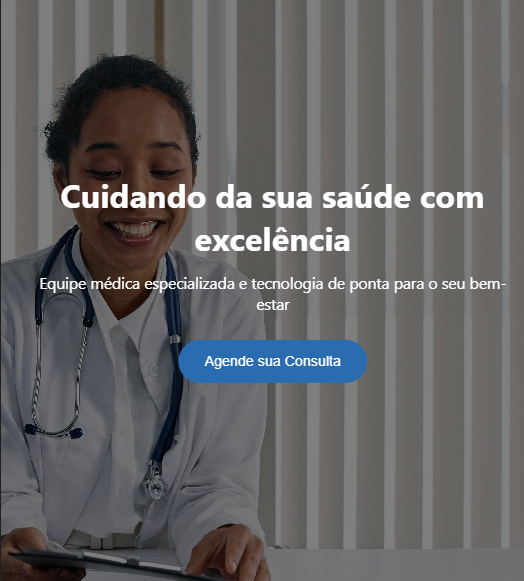 Cuidando da sua saúde com
excelência
Equipe médica especializada e tecnologia de ponta para o seu bem-
estar
Agende sua Consulta